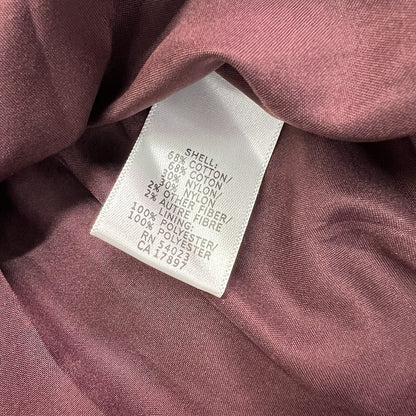 SHELL:
68% COTTON/
68% COTON
30% NYLON/
30% NYLON
2% OTHER FIBER/
2% AUTRE FIBRE
LINING:
100% POLYESTER/
100% POLYESTER
RN 54023
CA 17897